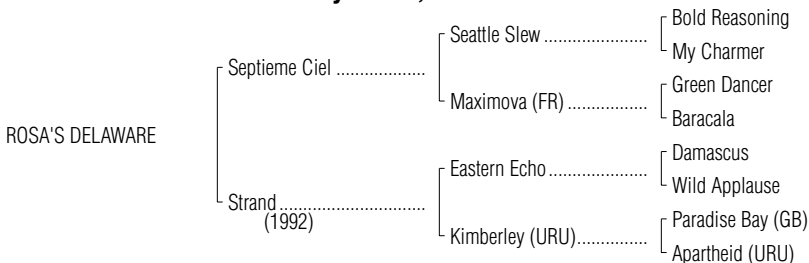 Bold Reasoning
Seattle Slew ....................
My Charmer
Septieme Ciel ..................
Green Dancer
Maximova (FR) ...............
Baracala
ROSA'S DELAWARE
Damascus
Eastern Echo...................
Wild Applause
Strand............................
(1992)
Paradise Bay (GB)
Kimberley (URU).............
Apartheid (URU)